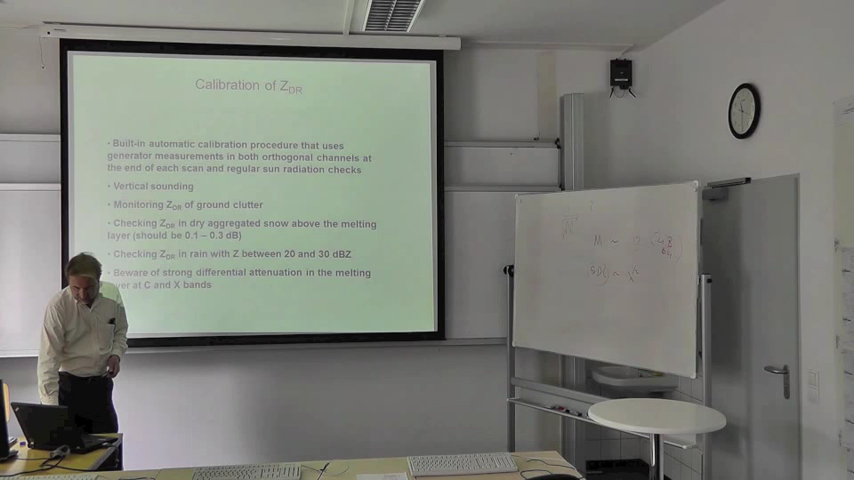 Calibration of ZDR
· Built-in automatic calibration procedure that uses
generator measurements in both orthogonal channels at
the end of each scan and regular sun radiation checks
· Vertical sounding
· Monitoring ZDR of ground clutter
· Checking ZDR in dry aggregated snow above the melting
layer (should be 0.1 – 0.3 dB)
· Checking ZDR in rain with Z between 20 and 30 dBZ
· Beware of strong differential attenuation in the melting
yer at C and X bands
M ~